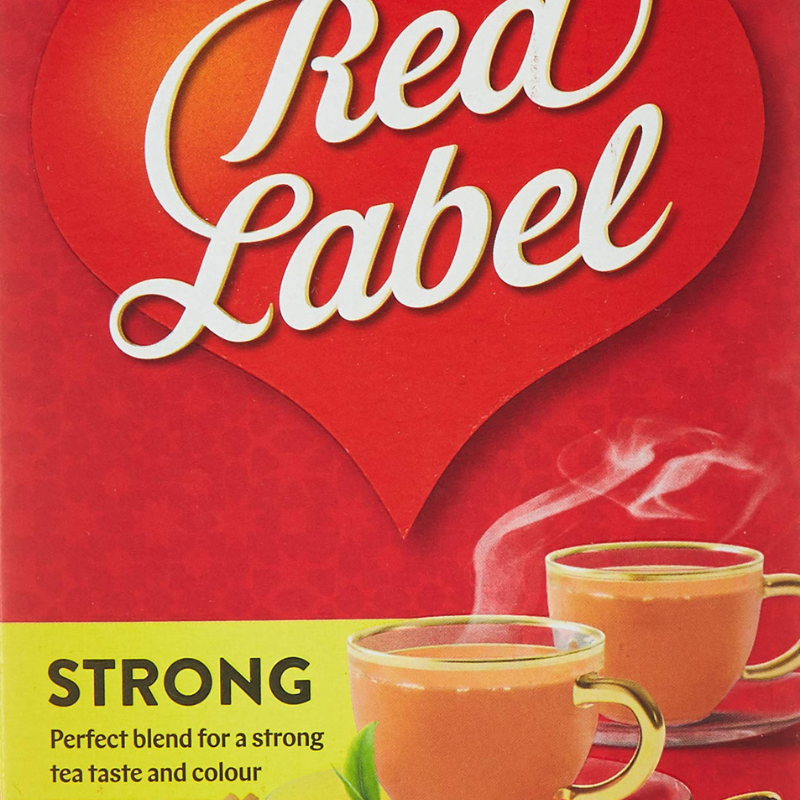 Red
Label
STRONG
Perfect blend for a strong
tea taste and colour